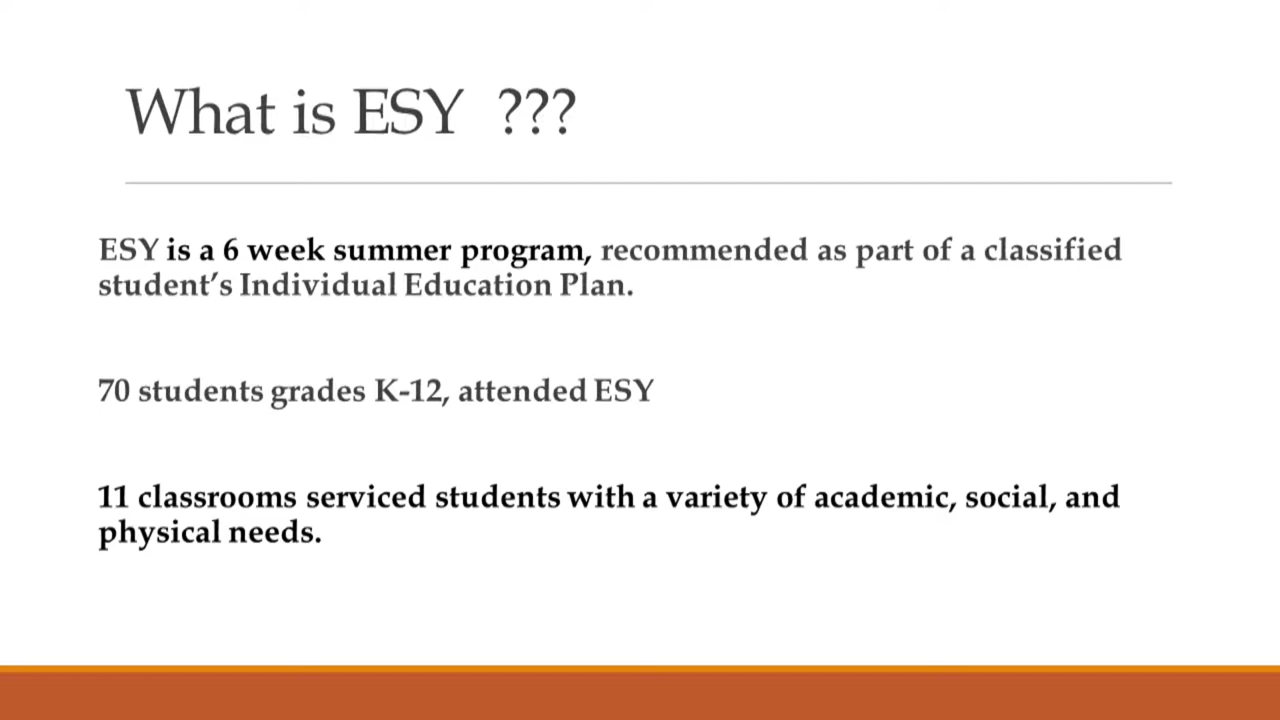 What is ESY ???
ESY is a 6 week summer program, recommended as part of a classified
student’s Individual Education Plan.
70 students grades K-12, attended ESY
11 classrooms serviced students with a variety of academic, social, and
physical needs.